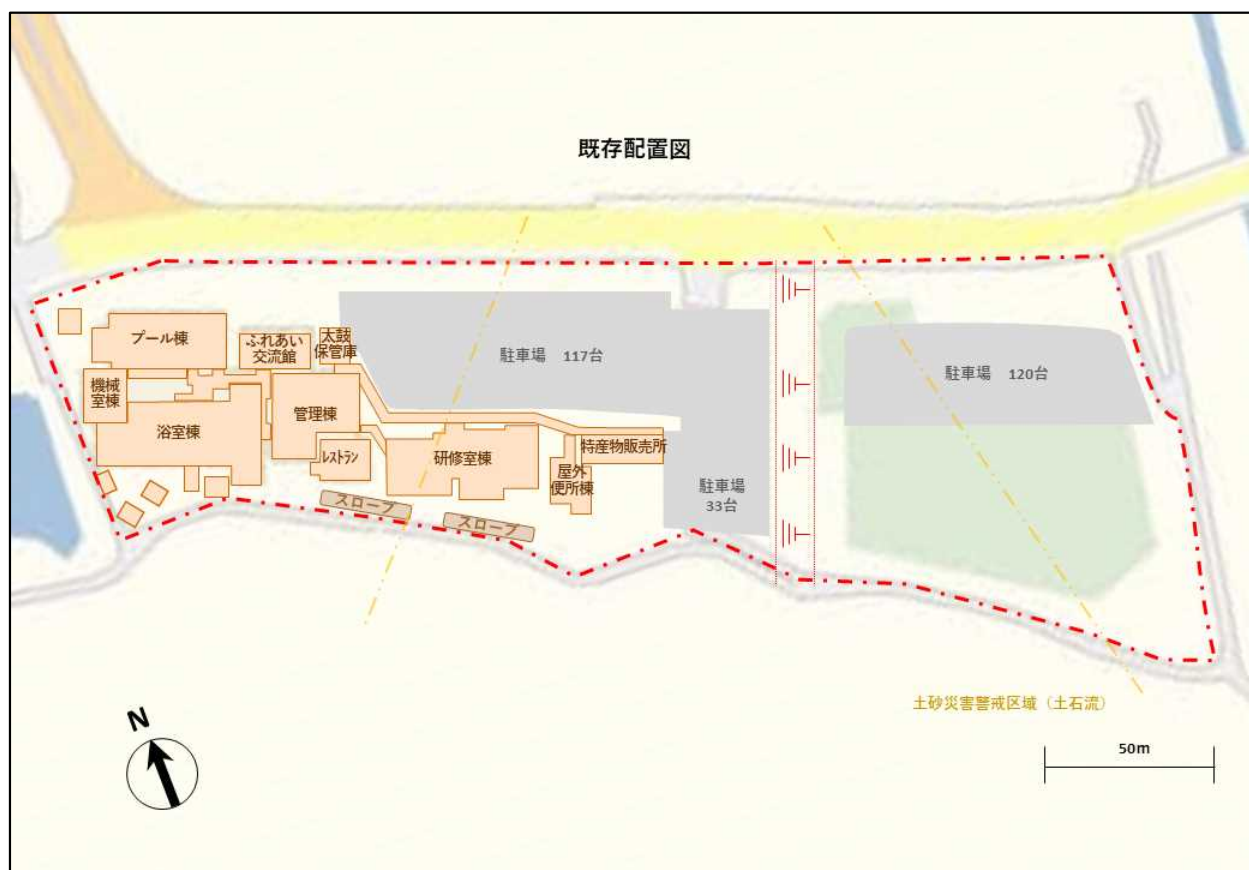 既存配置図
プール棟
ふれあい
交流館
太鼓
保管庫
駐車場 117台
駐車場 120台
機械
室棟
浴室棟
管理棟
レストラン
研修室棟
特産物販売所
屋外
便所棟
駐車場
33台
スロープ
スロープ
土砂災害警戒区域（土石流）
N
50m